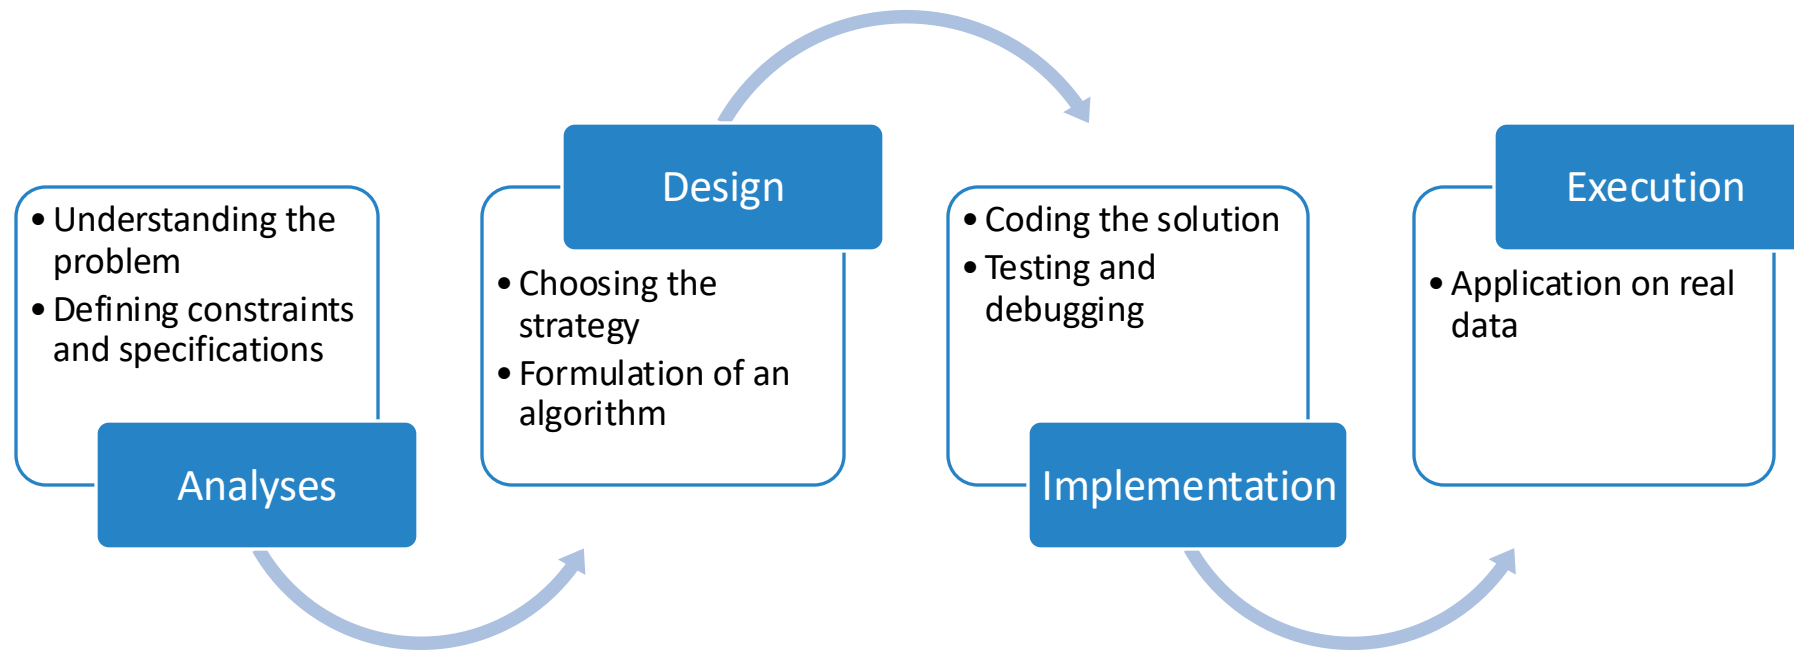 • Understanding the
problem
• Defining constraints
and specifications
Analyses
Design
• Choosing the
strategy
• Formulation of an
algorithm
• Coding the solution
• Testing and
debugging
Implementation
Execution
• Application on real
data